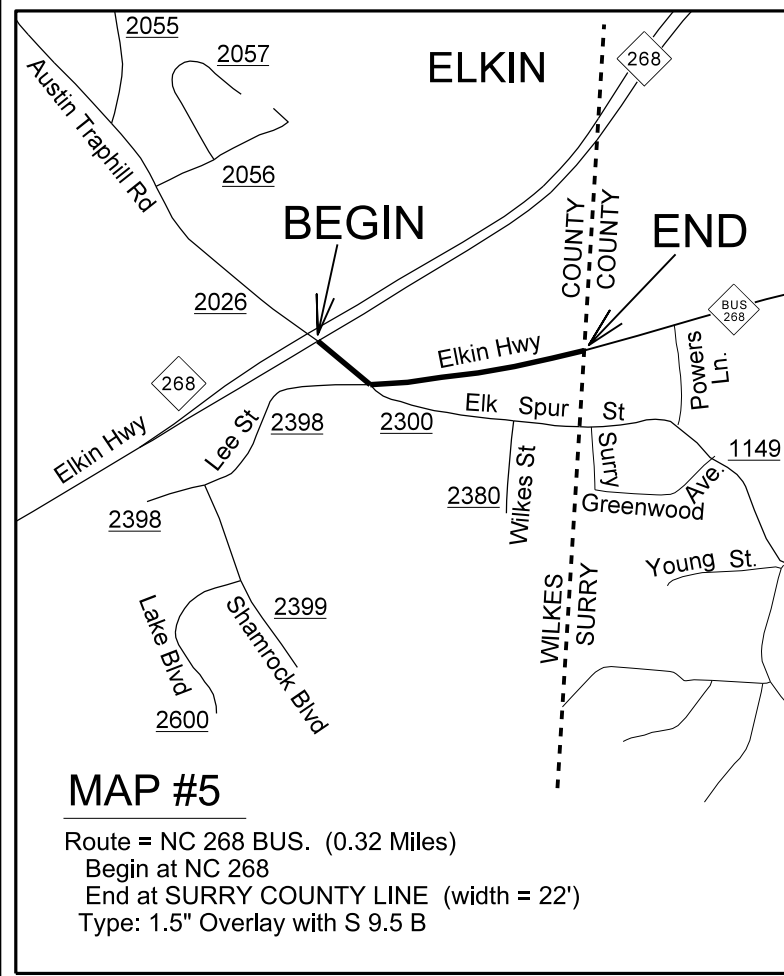 2055
2057
ELKIN
268
Austin Traphill Rd
2056
BEGIN
COUNTY
COUNTY
END
2026
BUS
268
Elkin Hwy
Powers
Ln.
268
Elkin Hwy
Lee St
2398
2300
Elk Spur St
2398
2380
Wilkes St
Surry
Greenwood
Ave.
1149
Young St.
WILKES
SURRY
Lake Blvd
Shamrock Blvd
2399
2600
MAP #5
Route = NC 268 BUS. (0.32 Miles)
Begin at NC 268
End at SURRY COUNTY LINE (width = 22')
Type: 1.5" Overlay with S 9.5 B